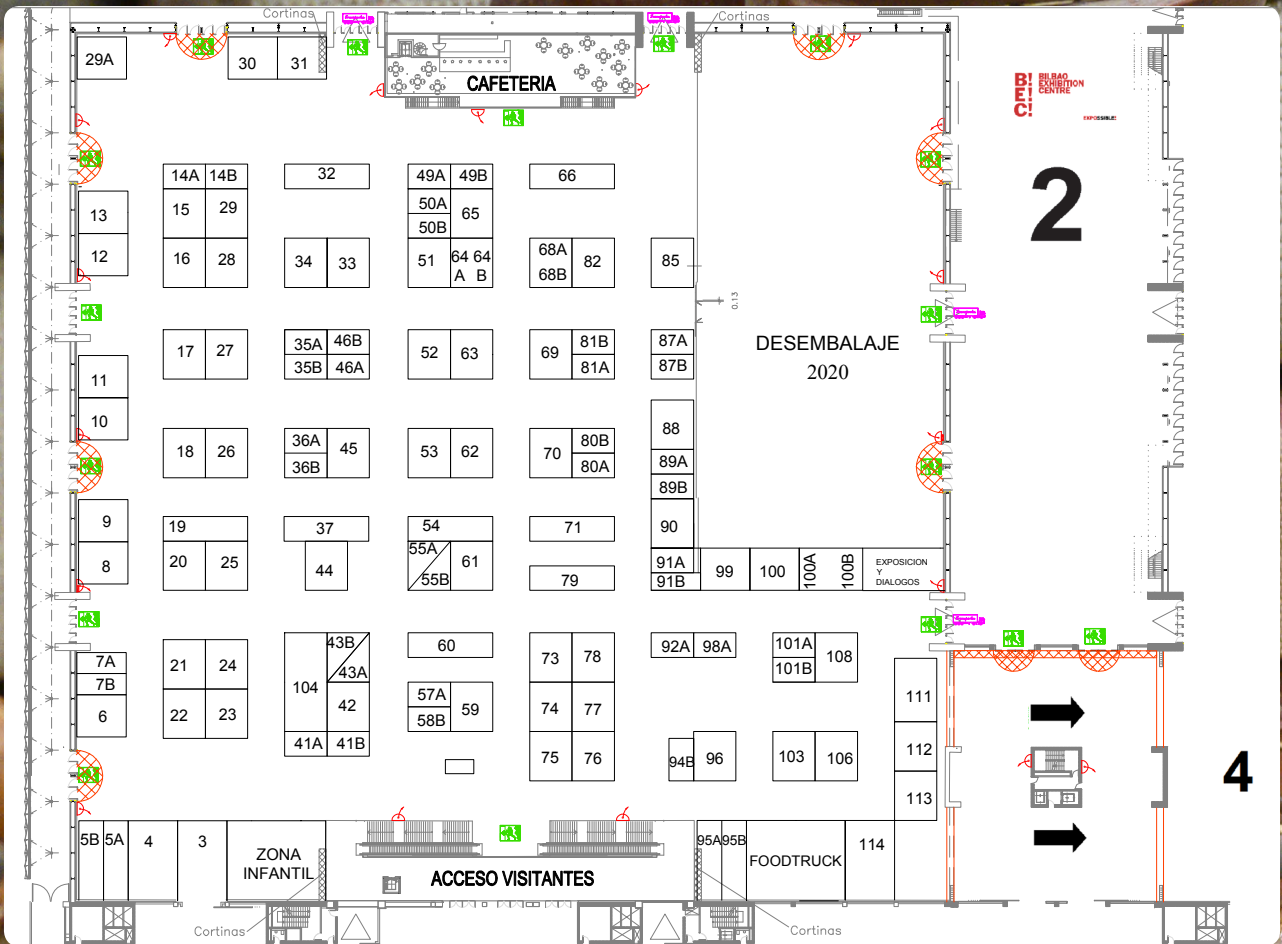 Cortinas
Cortinas
29A
30
31
CAFETERIA
B!
E!
C!
BILBAO
EXHIBITION
CENTRE
EXPOSSIBLE!
2
14A 14B
32
49A 49B
66
13
15
29
50A
50B
65
12
16
28
34
33
51
64 64
A B
68A
68B
82
85
0.13
DESEMBALAJE
2020
17
27
35A
46B
35B
46A
52
63
69
81B
81A
87A
87B
11
10
18
26
36A
36B
45
53
62
70
80B
80A
88
89A
89B
90
9
8
19
20
25
37
44
54
55A
55B
61
71
79
91A
91B
99
100
100A
100B
EXPOSICION
Y
DIALOGOS
7A
7B
6
21
24
22
23
104
43B
43A
42
41A
41B
60
57A
58B
59
73
78
74
77
75
76
92A 98A
94B
96
101A
101B
108
103
106
111
112
113
4
5B
5A
4
3
ZONA
INFANTIL
ACCESO VISITANTES
95A
95B
FOODTRUCK
114
Cortinas
Cortinas